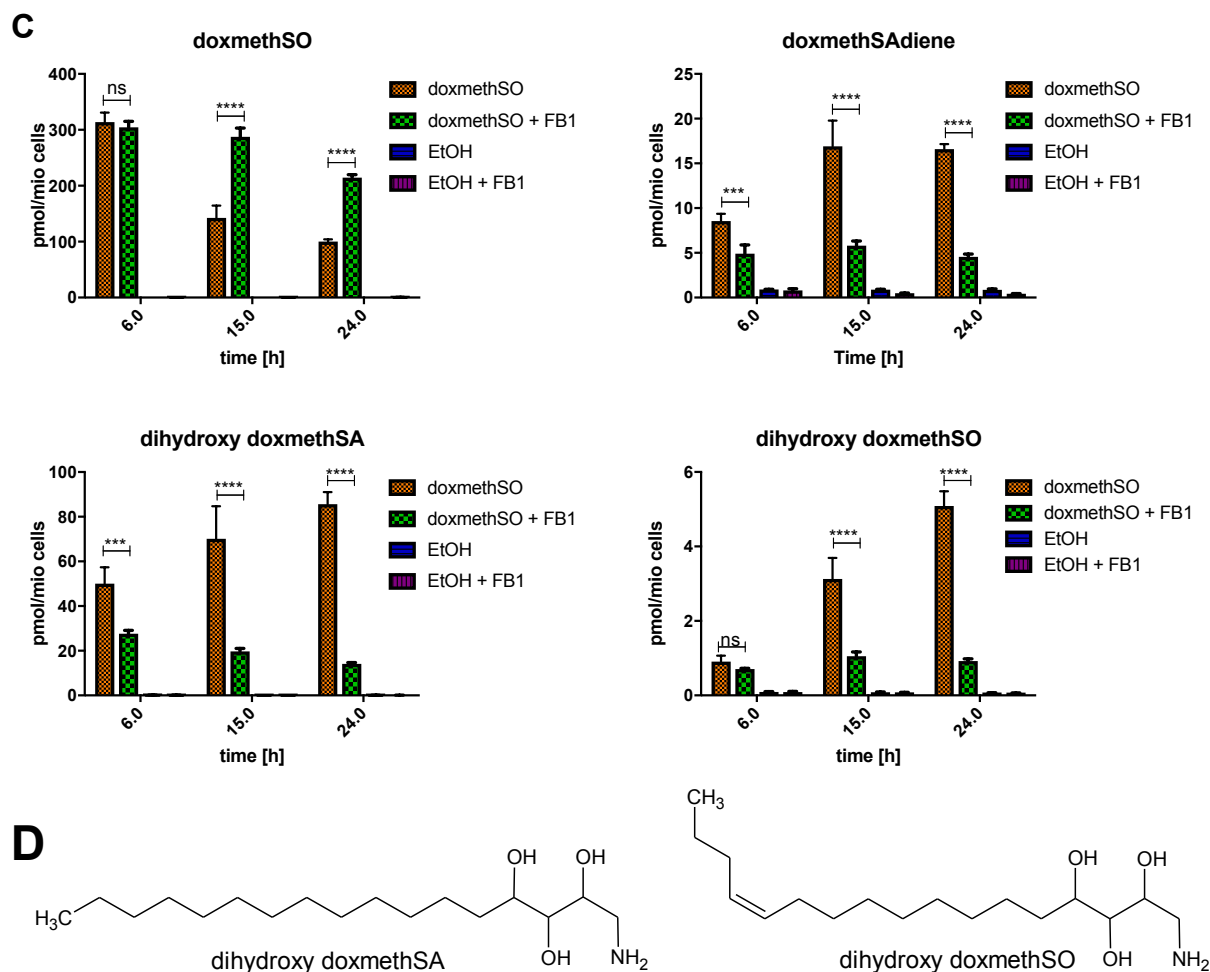 C
doxmethSO
pmol/mio cells
400
300
200
100
0
ns
****
****
6.0
15.0
24.0
time [h]
doxmethSO
doxmethSO + FB1
EtOH
EtOH + FB1
doxmethSAdiene
pmol/mio cells
25
20
15
10
5
0
***
****
****
6.0
15.0
24.0
Time [h]
doxmethSO
doxmethSO + FB1
EtOH
EtOH + FB1
dihydroxy doxmethSA
pmol/mio cells
100
80
60
40
20
0
***
****
****
6.0
15.0
24.0
time [h]
doxmethSO
doxmethSO + FB1
EtOH
EtOH + FB1
dihydroxy doxmethSO
pmol/mio cells
6
4
2
0
ns
****
****
6.0
15.0
24.0
time [h]
doxmethSO
doxmethSO + FB1
EtOH
EtOH + FB1
D
H3C
OH
OH
OH
NH2
dihydroxy doxmethSA
CH3
OH
OH
OH
NH2
dihydroxy doxmethSO